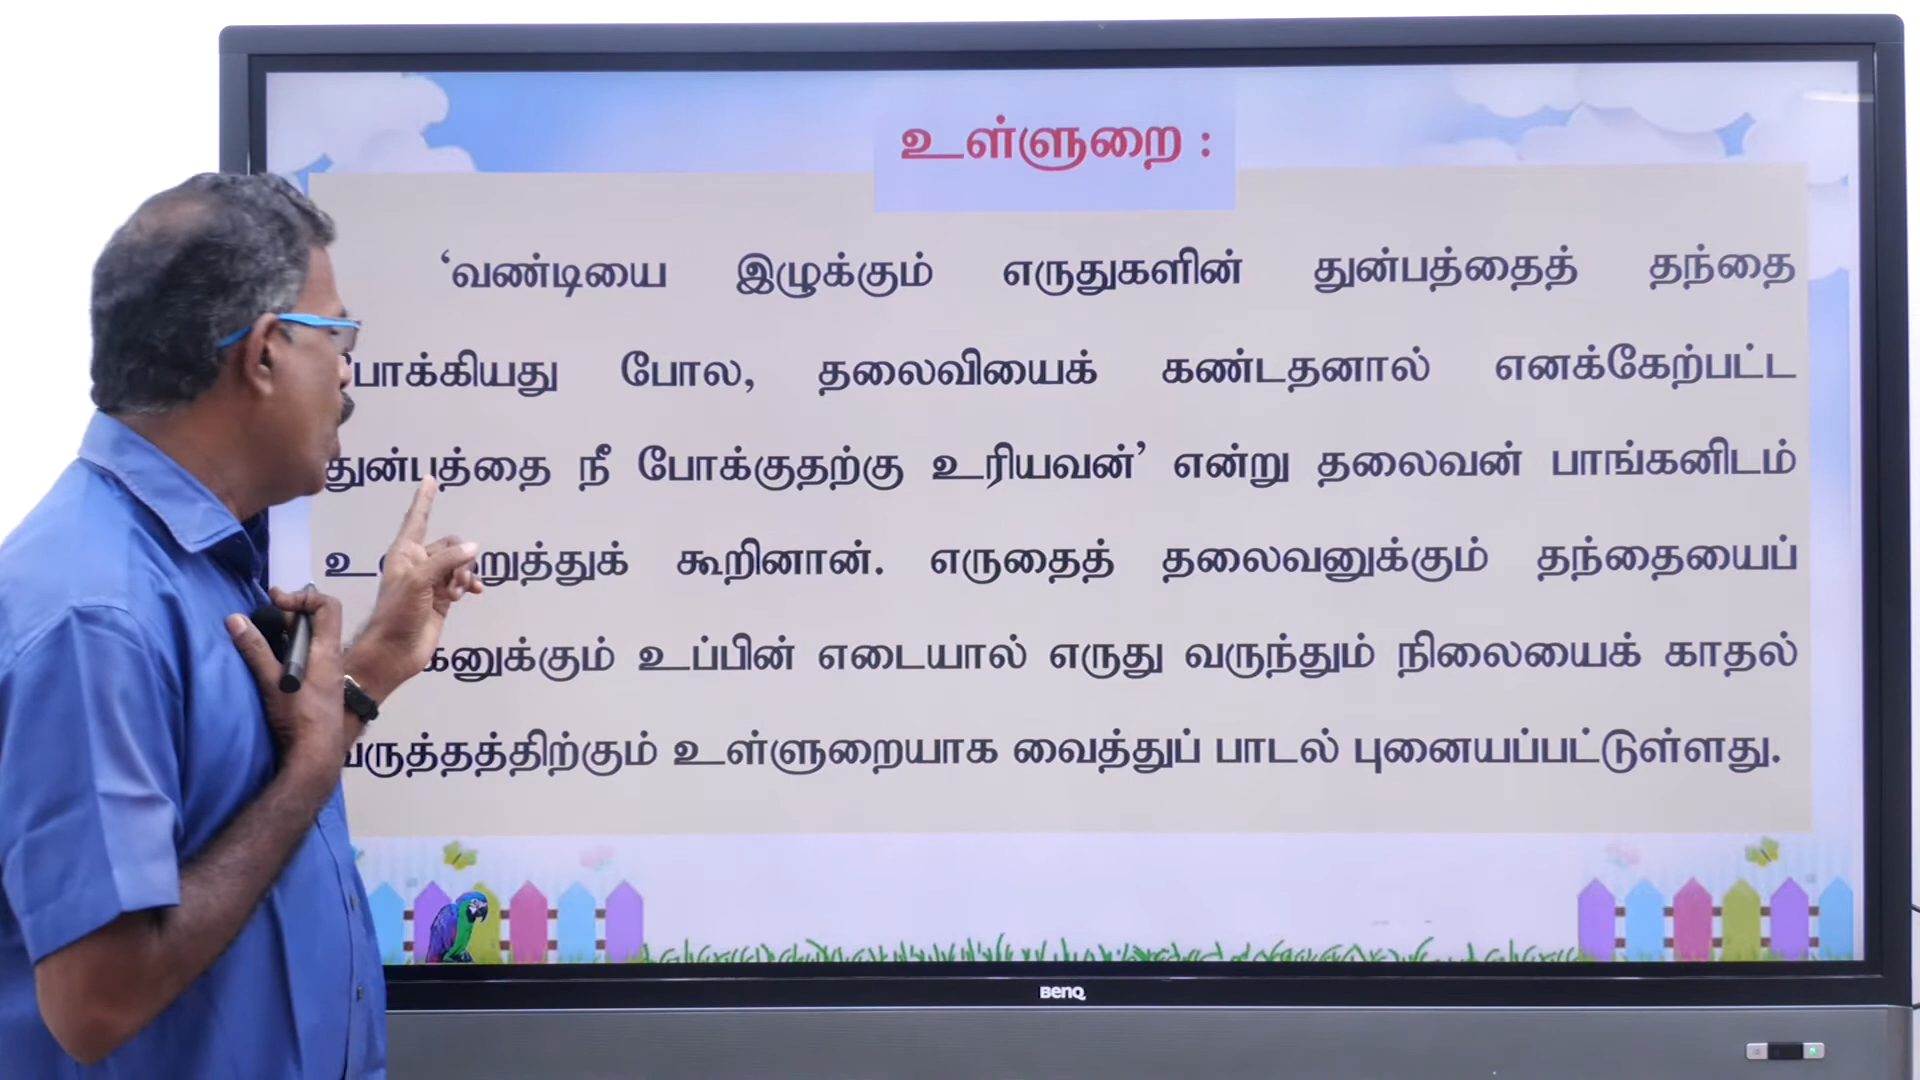 உள்ளுறை :
‘வண்டியை இழுக்கும் எருதுகளின் துன்பத்தைத் தந்தை
போல, தலைவியைக் கண்டதனால் எனக்கேற்பட்ட
துன்பத்தை நீ போக்குதற்கு உரியவன்’ என்று தலைவன் பாங்கனிடம்
கூறினான். எருதைத் தலைவனுக்கும் தந்தையைப்
உப்பின் எடையால் எருது வருந்தும் நிலையைக் காதல்
வருத்தத்திற்கும் உள்ளுறையாக வைத்துப் பாடல் புனையப்பட்டுள்ளது.
BenQ